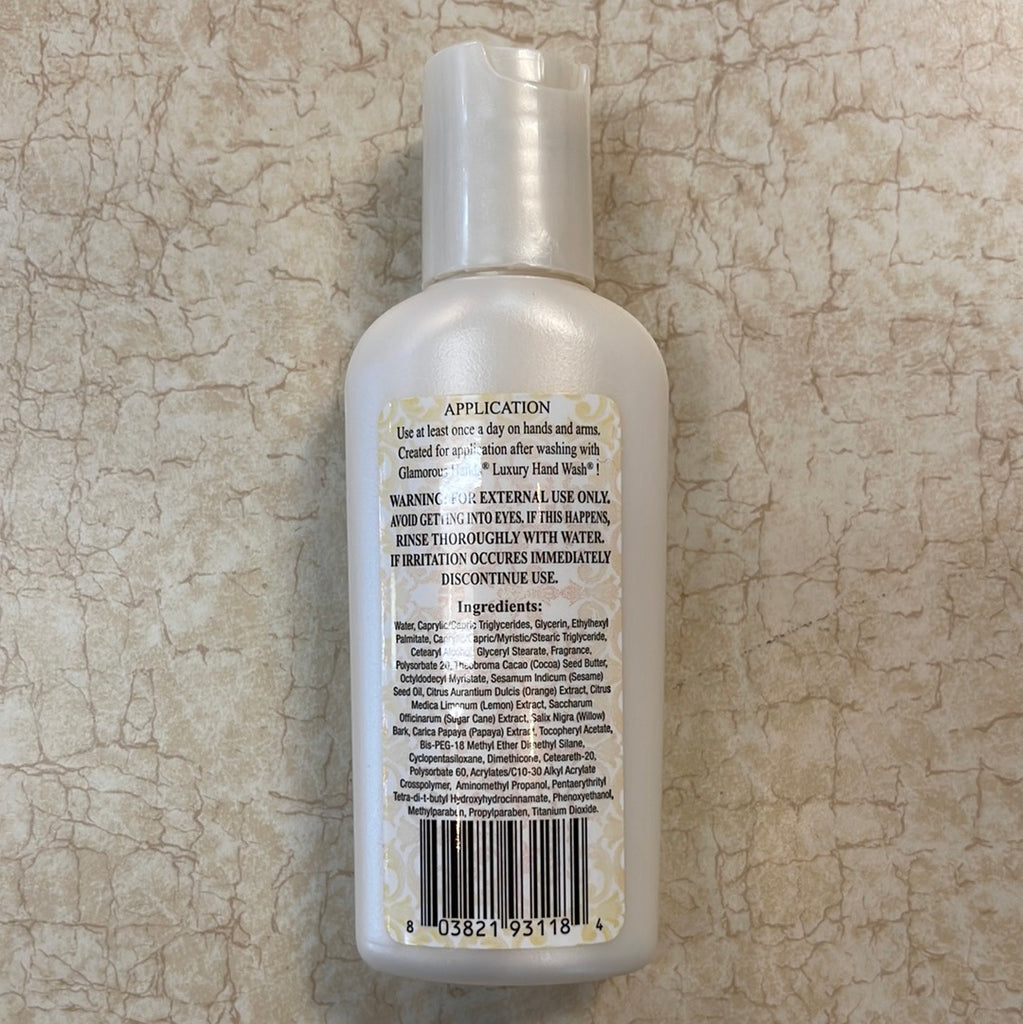 APPLICATION
Use at least once a day on hands and arms.
Created for application after washing with
Glamorous Hands® Luxury Hand Wash® !
WARNING: FOR EXTERNAL USE ONLY.
AVOID GETTING INTO EYES. IF THIS HAPPENS,
RINSE THOROUGHLY WITH WATER.
IF IRRITATION OCCURES IMMEDIATELY
DISCONTINUE USE.
Ingredients:
Water, Caprylic/Capric Triglycerides, Glycerin, Ethylhexyl
Palmitate, Caprylic/Capric/Myristic/Stearic Triglyceride,
Cetearyl Alcohol, Glyceryl Stearate, Fragrance,
Polysorbate 20, Theobroma Cacao (Cocoa) Seed Butter,
Octyldodecyl Myristate, Sesamum Indicum (Sesame)
Seed Oil, Citrus Aurantium Dulcis (Orange) Extract, Citrus
Medica Limonum (Lemon) Extract, Saccharum
Officinarum (Sugar Cane) Extract, Salix Nigra (Willow)
Bark, Carica Papaya (Papaya) Extract, Tocopheryl Acetate,
Bis-PEG-18 Methyl Ether Dimethyl Silane,
Cyclopentasiloxane, Dimethicone, Ceteareth-20,
Polysorbate 60, Acrylates/C10-30 Alkyl Acrylate
Crosspolymer, Aminomethyl Propanol, Pentaerythrityl
Tetra-di-t-butyl Hydroxyhydrocinnamate, Phenoxyethanol,
Methylparaben, Propylparaben, Titanium Dioxide.
8 03821 93118 4